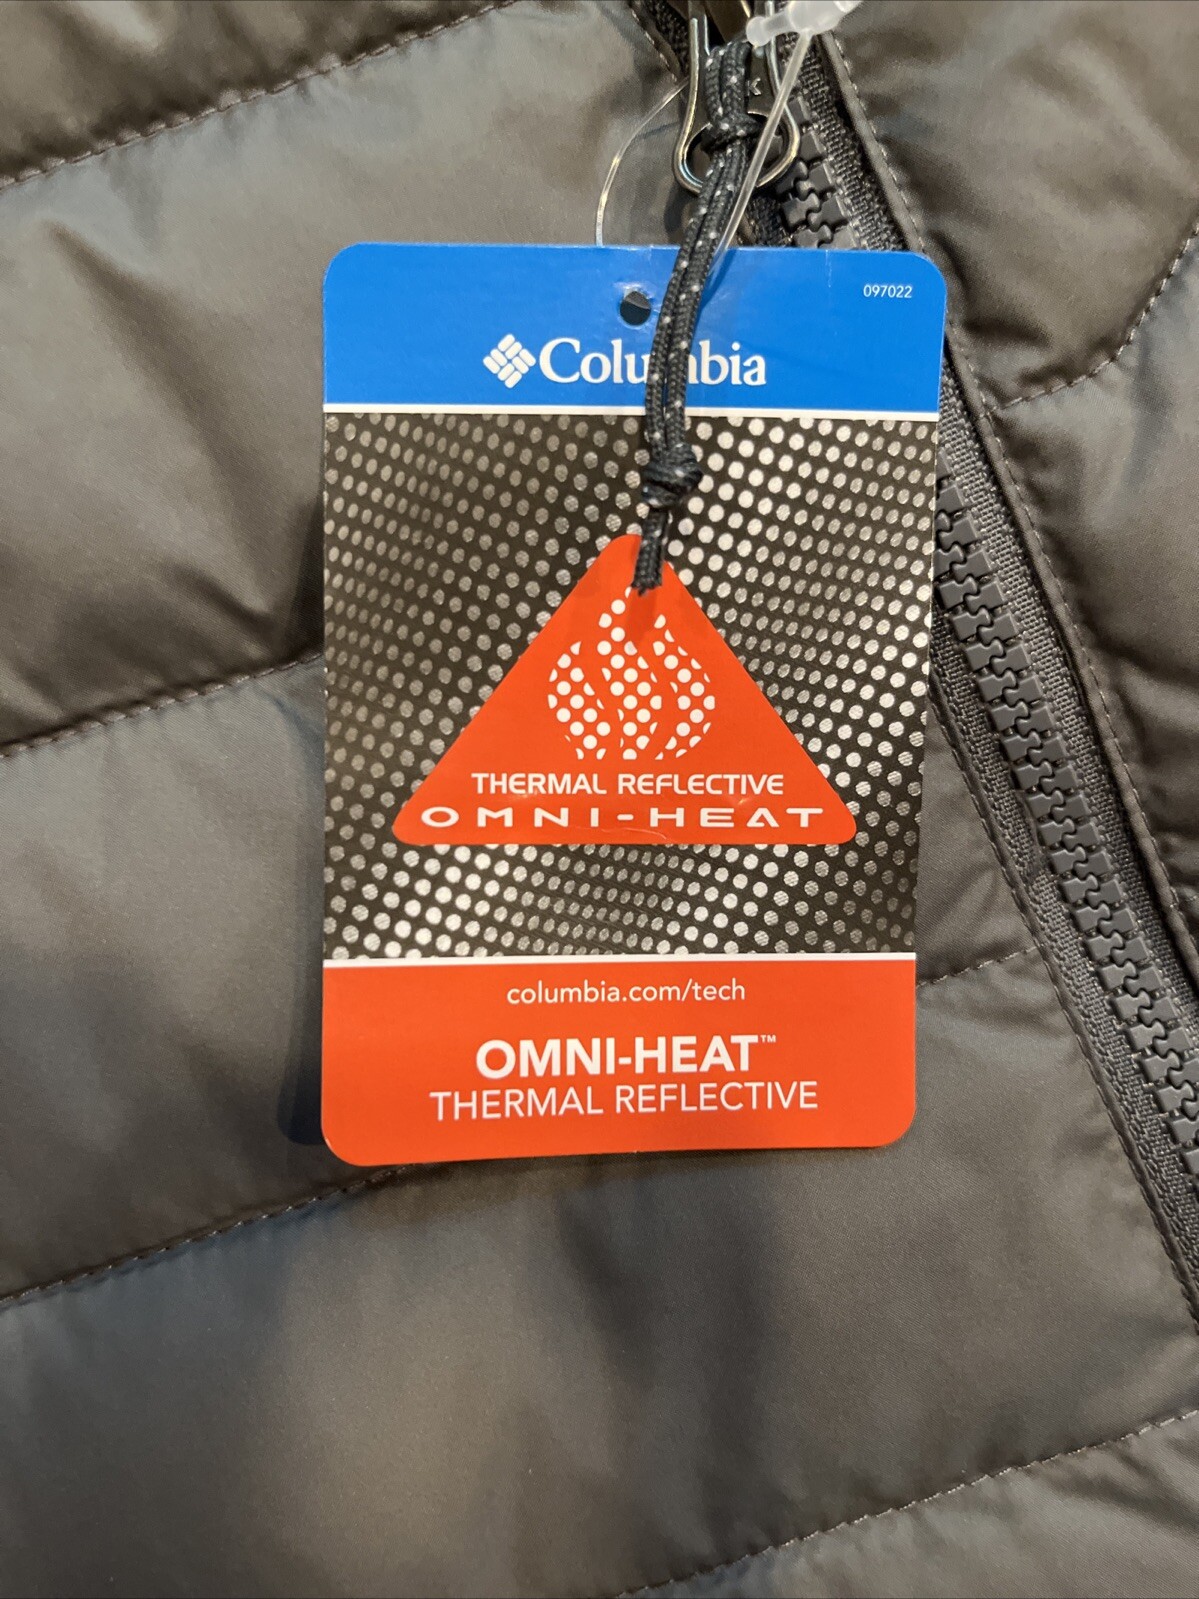 097022
Columbia
THERMAL REFLECTIVE
OMNI-HEAT
columbia.com/tech
OMNI-HEAT™
THERMAL REFLECTIVE